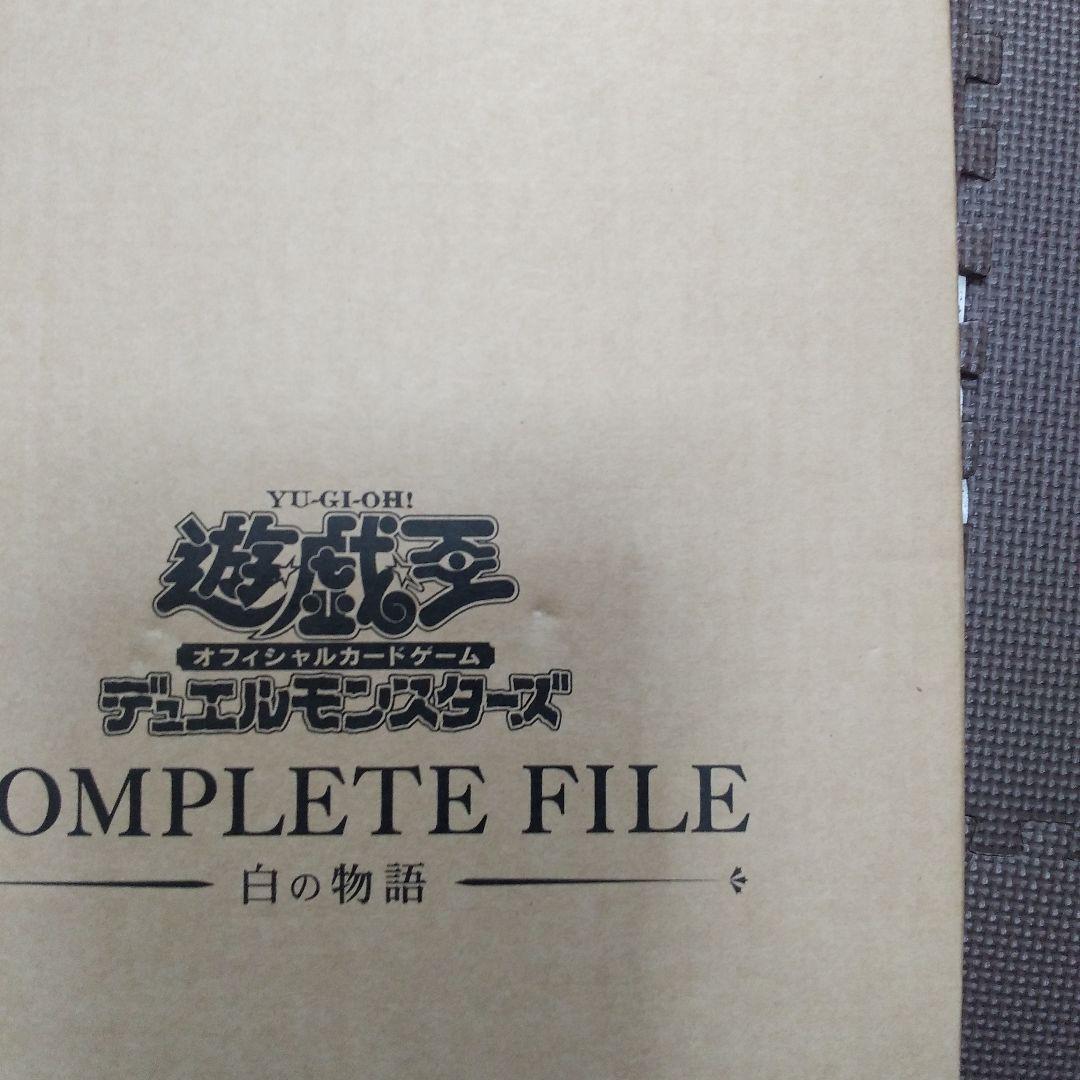 YU-GI-OH!
遊戯王
オフィシャルカードゲーム
デュエルモンスターズ
OMPLETE FILE
白の物語